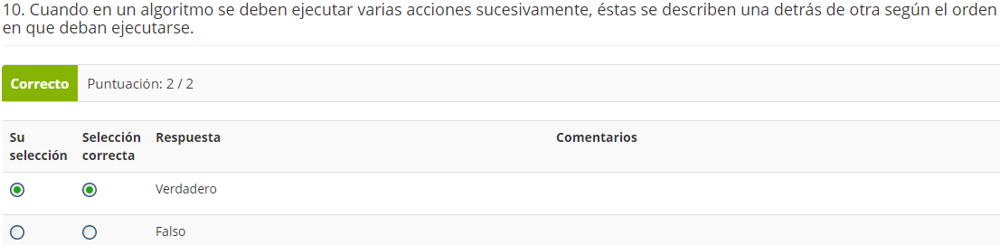 10. Cuando en un algoritmo se deben ejecutar varias acciones sucesivamente, éstas se describen una detrás de otra según el orden
en que deban ejecutarse.
Correcto Puntuación: 2 / 2
Su selección Selección correcta Respuesta Comentarios
Verdadero
Falso